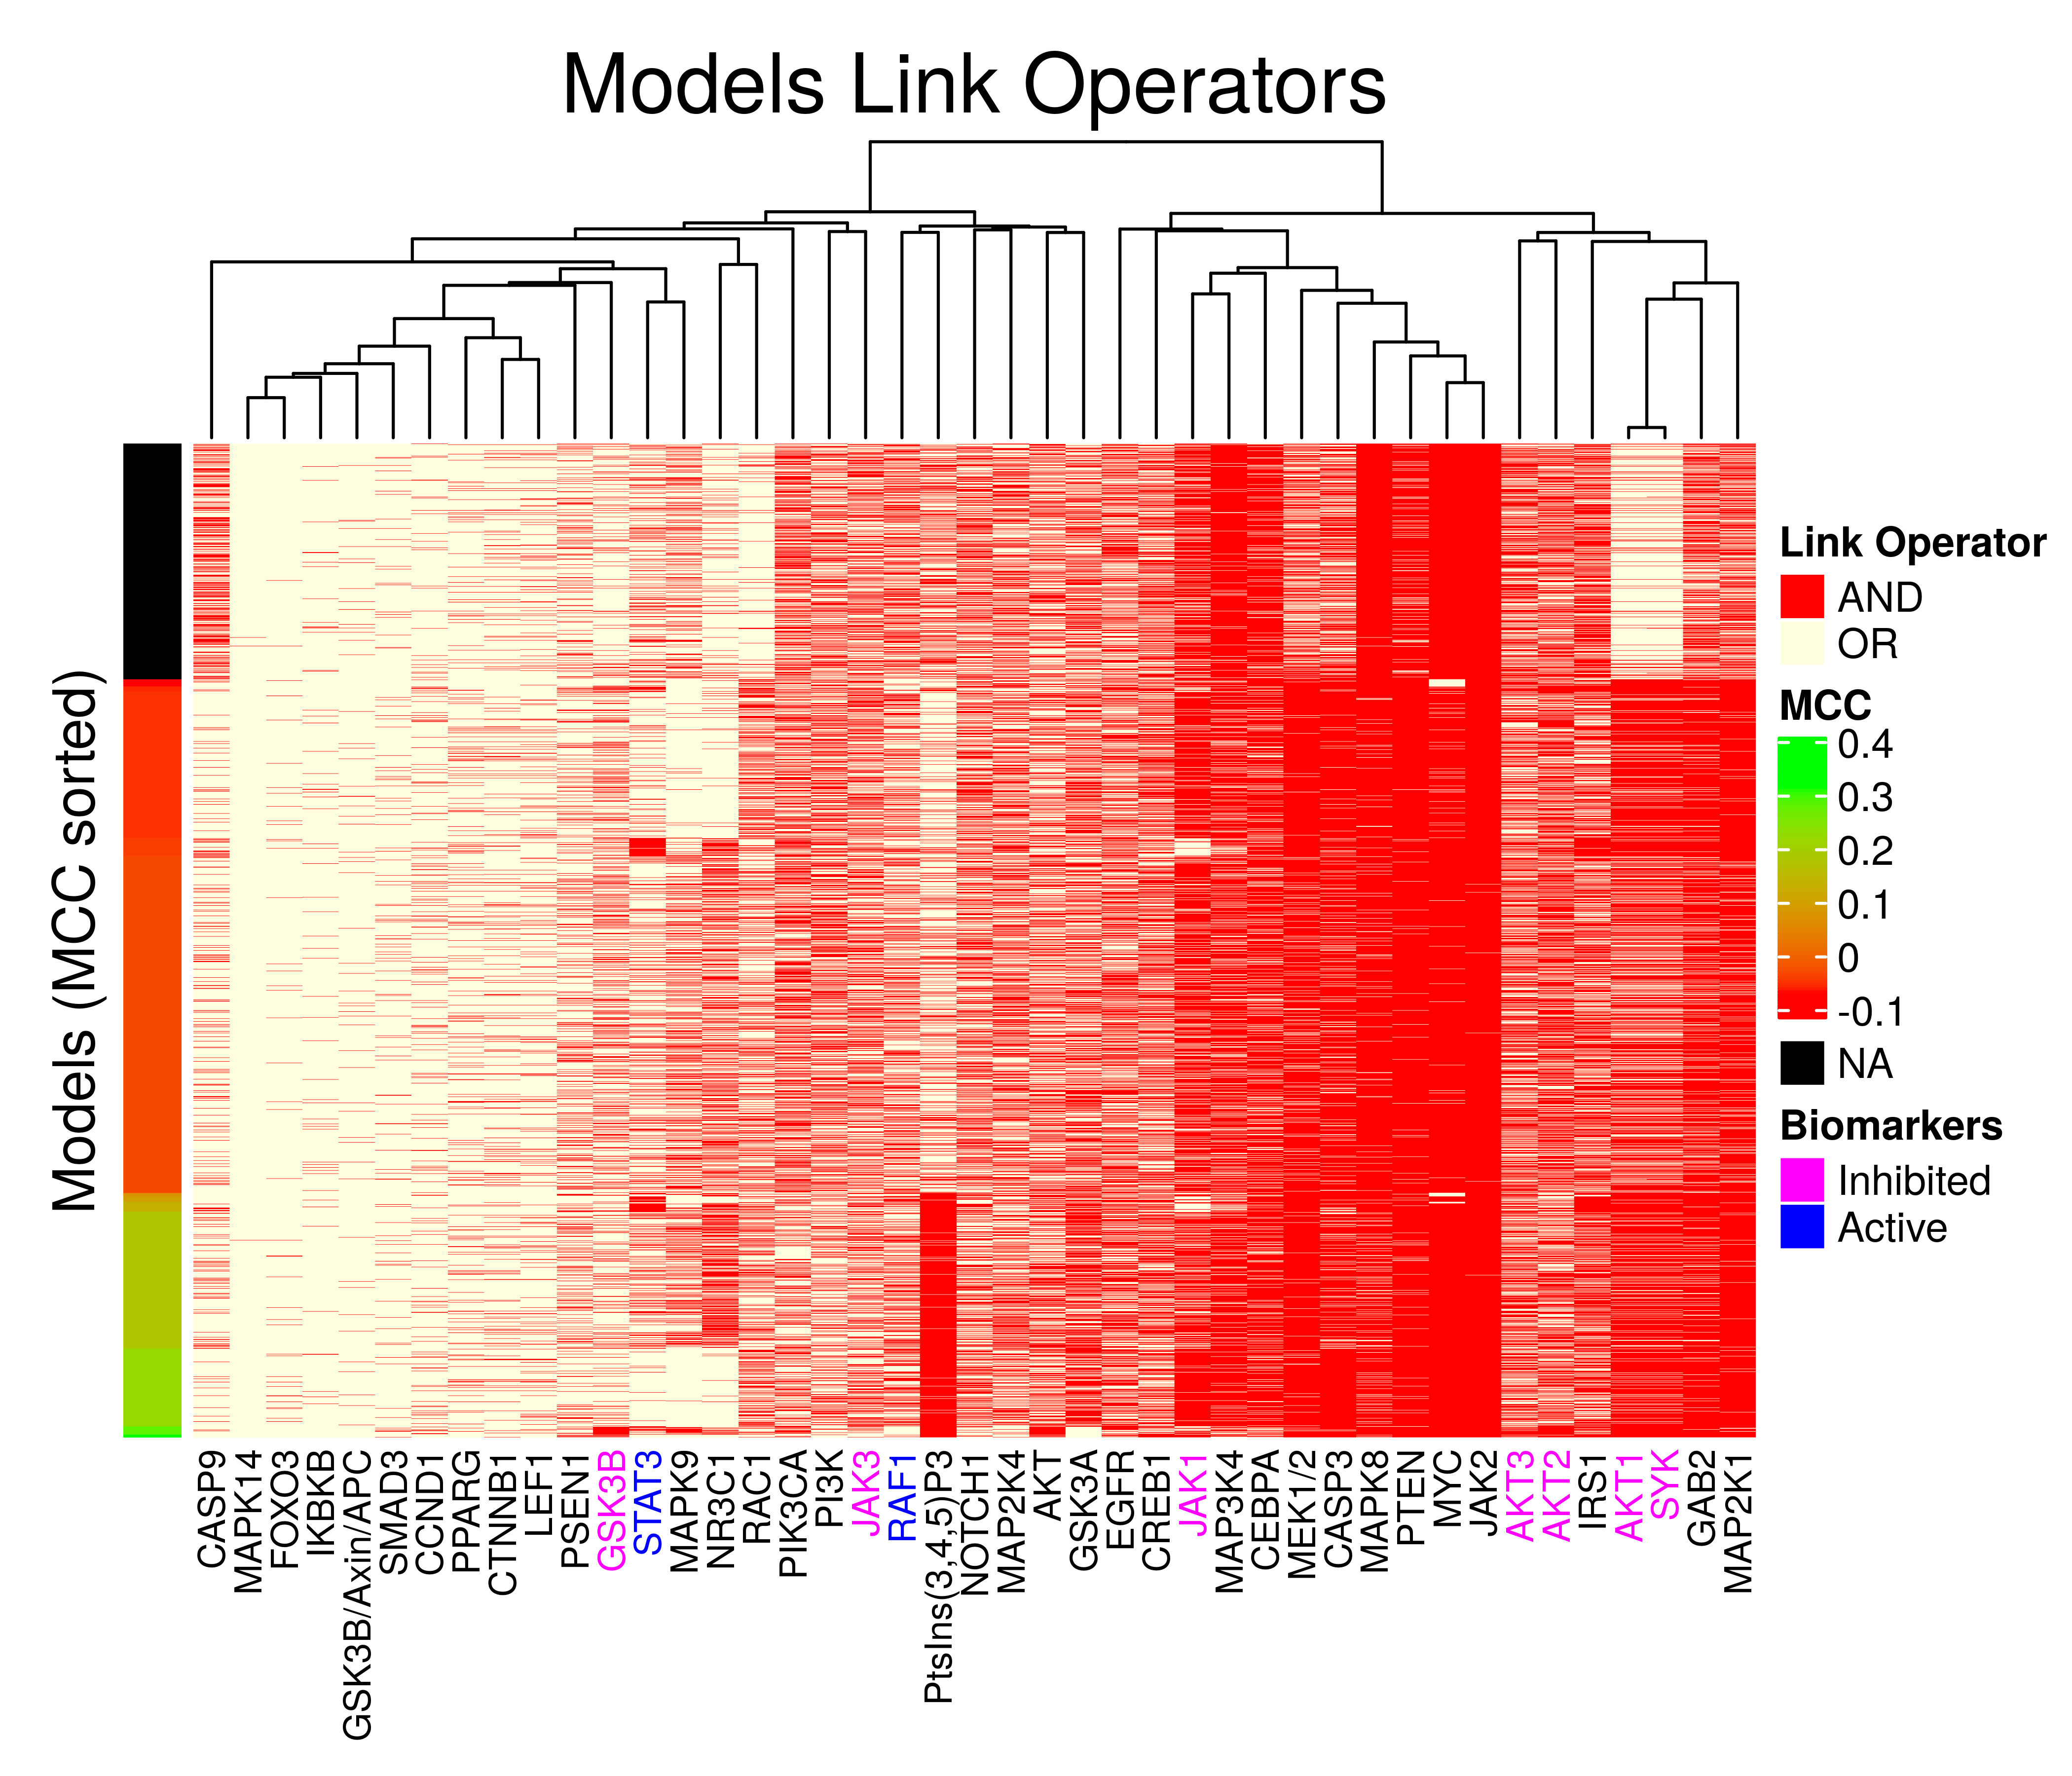 Models Link Operators
Models (MCC sorted)
Link Operator
AND
OR
MCC
0.4
0.3
0.2
0.1
0
-0.1
NA
Biomarkers
Inhibited
Active
CASP9
MAPK14
FOXO3
IKBKB
GSK3B/Axin/APC
SMAD3
CCND1
PPARG
CTNNB1
LEF1
PSEN1
GSK3B
STAT3
MAPK9
NR3C1
RAC1
PIK3CA
PI3K
JAK3
RAF1
PtsIns(3,4,5)P3
NOTCH1
MAP2K4
AKT
GSK3A
EGFR
CREB1
JAK1
MAP3K4
CEBPA
MEK1/2
CASP3
MAPK8
PTEN
MYC
JAK2
AKT3
AKT2
IRS1
AKT1
SYK
GAB2
MAP2K1